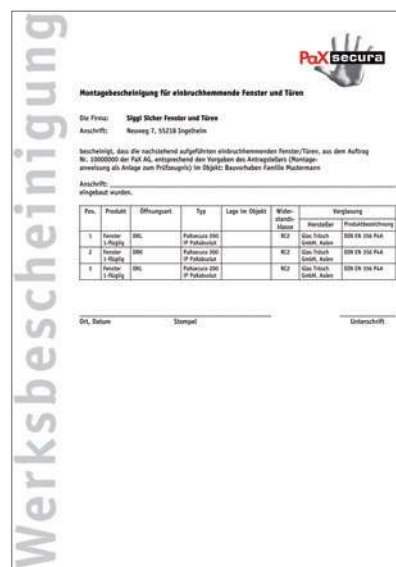 Werksbescheinigung
PaX secura
Montagebescheinigung für einbruchhemmende Fenster und Türen
Die Firma: Siggi Sicher Fenster und Türen
Anschrift: Neuweg 7, 55218 Ingelheim
bescheinigt, dass die nachstehend aufgeführten einbruchhemmenden Fenster/Türen, aus dem Auftrag
Nr. 10000000 der PaX AG, entsprechend den Vorgaben des Antragstellers (Montage-
anweisung als Anlage zum Prüfzeugnis) im Objekt: Bauvorhaben Familie Mustermann
Anschrift:
eingebaut wurden.
Pos. Produkt Öffnungsart Typ Lage im Objekt Wider-standsklasse Verglasung
Hersteller Produktbezeichnung
1 Fenster 1-flüglig DKL PaXsecura 200 IP PaXabsolut RC2 Glas Trösch GmbH, Aalen DIN EN 356 P4A
2 Fenster 1-flüglig DKR PaXsecura 200 IP PaXabsolut RC2 Glas Trösch GmbH, Aalen DIN EN 356 P4A
3 Fenster 1-flüglig DKL PaXsecura 200 IP PaXabsolut RC2 Glas Trösch GmbH, Aalen DIN EN 356 P4A
Ort, Datum Stempel Unterschrift